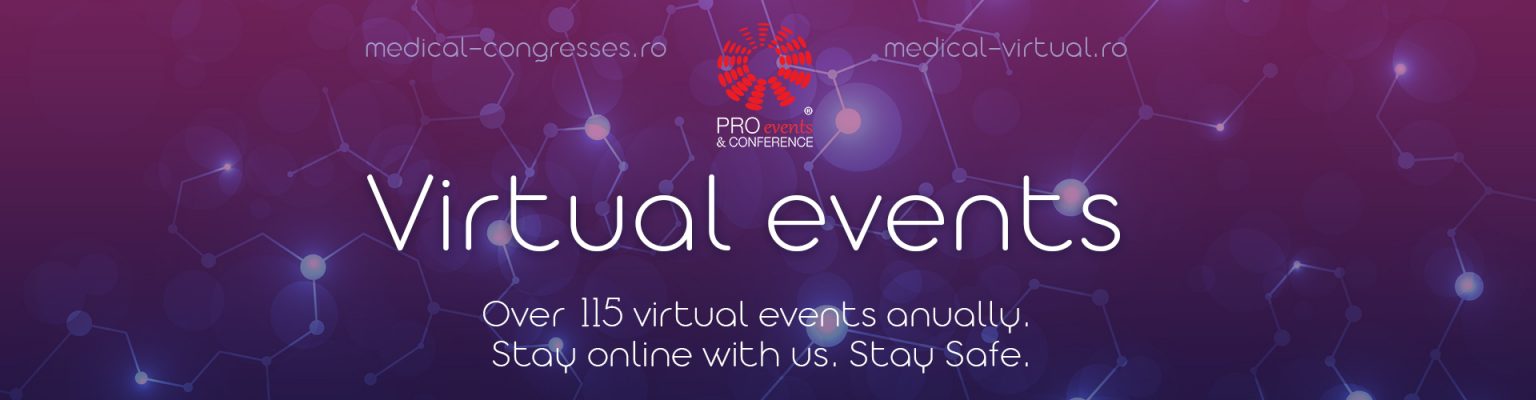 medical-congresses.ro
medical-virtual.ro
®
PRO events
& CONFERENCE
Virtual events
Over 115 virtual events anually.
Stay online with us. Stay Safe.